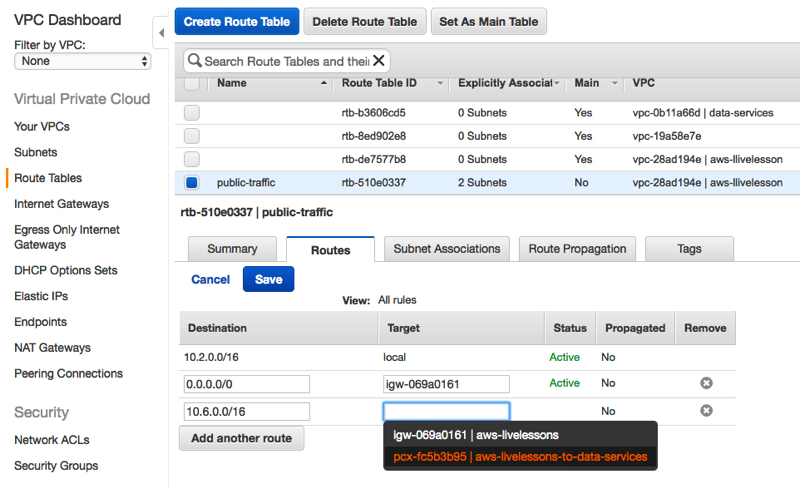 VPC Dashboard
Filter by VPC:
None
Virtual Private Cloud
Your VPCs
Subnets
Route Tables
Internet Gateways
Egress Only Internet
Gateways
DHCP Options Sets
Elastic IPs
Endpoints
NAT Gateways
Peering Connections
Security
Network ACLs
Security Groups
Create Route Table Delete Route Table Set As Main Table
Search Route Tables and thei
Name Route Table ID Explicitly Associat Main VPC
rtb-b3606cd5 0 Subnets Yes vpc-0b11a66d | data-services
rtb-8ed902e8 0 Subnets Yes vpc-19a58e7e
rtb-de7577b8 0 Subnets Yes vpc-28ad194e | aws-llivelesson
public-traffic rtb-510e0337 2 Subnets No vpc-28ad194e | aws-llivelesson
rtb-510e0337 | public-traffic
Summary Routes Subnet Associations Route Propagation Tags
Cancel Save
View: All rules
Destination Target Status Propagated Remove
10.2.0.0/16 local Active No
0.0.0.0/0 igw-069a0161 Active No
10.6.0.0/16 No
Add another route
igw-069a0161 | aws-livelessons
pcx-fc5b3b95 | aws-livelessons-to-data-services